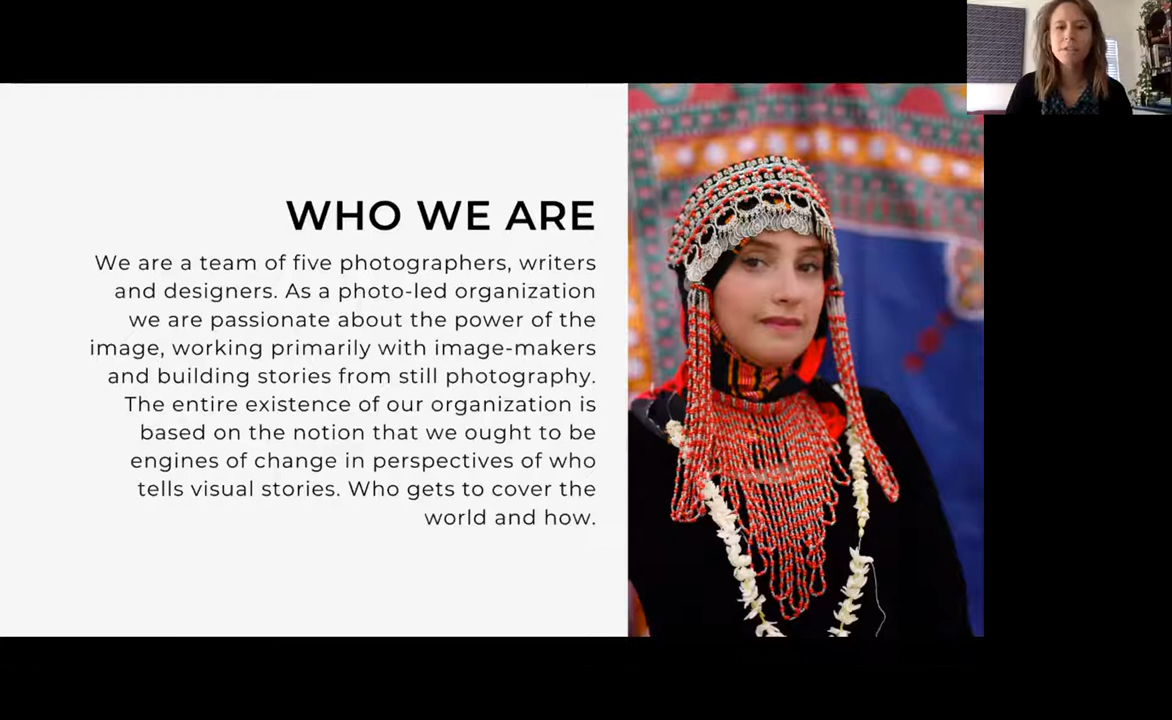 WHO WE ARE
We are a team of five photographers, writers
and designers. As a photo-led organization
we are passionate about the power of the
image, working primarily with image-makers
and building stories from still photography.
The entire existence of our organization is
based on the notion that we ought to be
engines of change in perspectives of who
tells visual stories. Who gets to cover the
world and how.